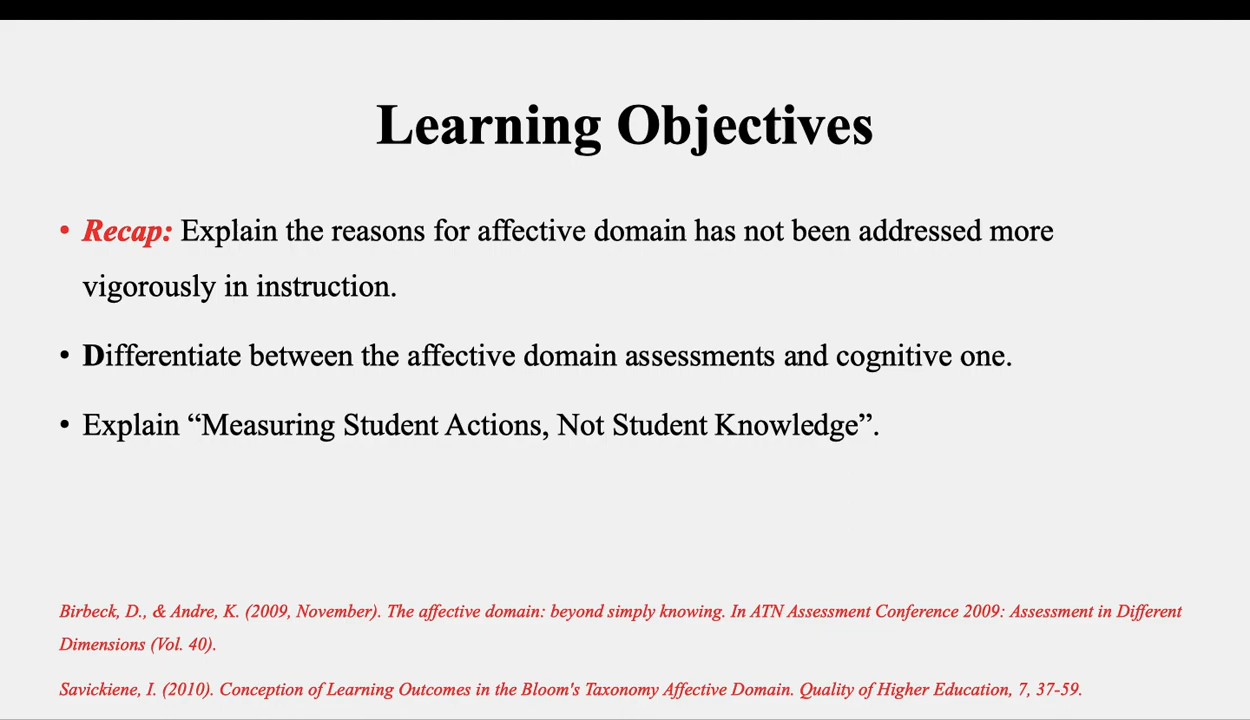 Learning Objectives
• Recap: Explain the reasons for affective domain has not been addressed more
vigorously in instruction.
• Differentiate between the affective domain assessments and cognitive one.
• Explain “Measuring Student Actions, Not Student Knowledge”.
Birbeck, D., & Andre, K. (2009, November). The affective domain: beyond simply knowing. In ATN Assessment Conference 2009: Assessment in Different
Dimensions (Vol. 40).
Savickiene, I. (2010). Conception of Learning Outcomes in the Bloom's Taxonomy Affective Domain. Quality of Higher Education, 7, 37-59.